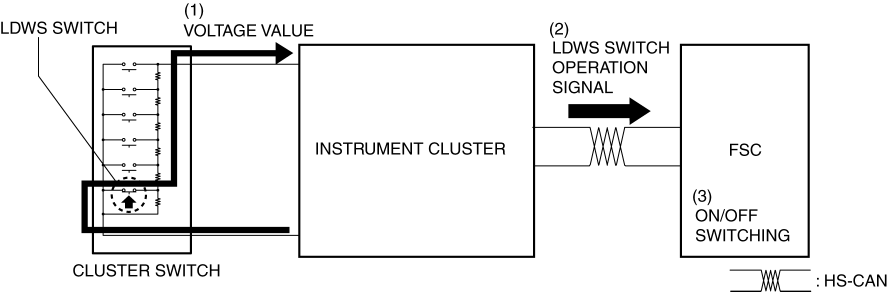 (1)
VOLTAGE VALUE
LDWS SWITCH
(2)
LDWS SWITCH
OPERATION
SIGNAL
INSTRUMENT CLUSTER
FSC
(3)
ON/OFF
SWITCHING
CLUSTER SWITCH
: HS-CAN